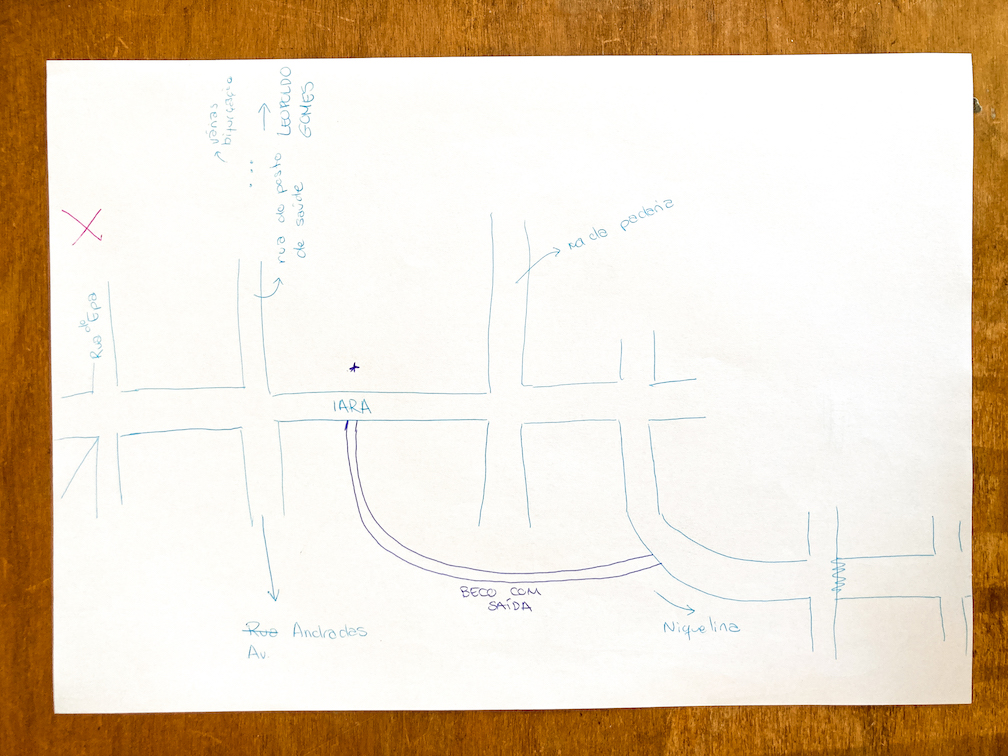 várias
bifurcação
→ LEOPOLDO
GOMES
rua do posto
de saúde
...
rua da padaria
Rua do Epa
IARA
BECO COM
SAÍDA
Niquelina
Rua Andradas
Av.